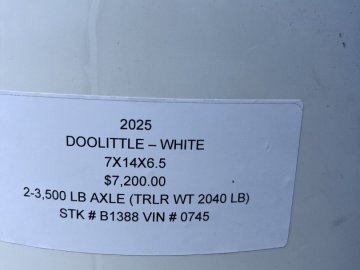 2025
DOOLITTLE – WHITE
7X14X6.5
$7,200.00
2-3,500 LB AXLE (TRLR WT 2040 LB)
STK # B1388 VIN # 0745